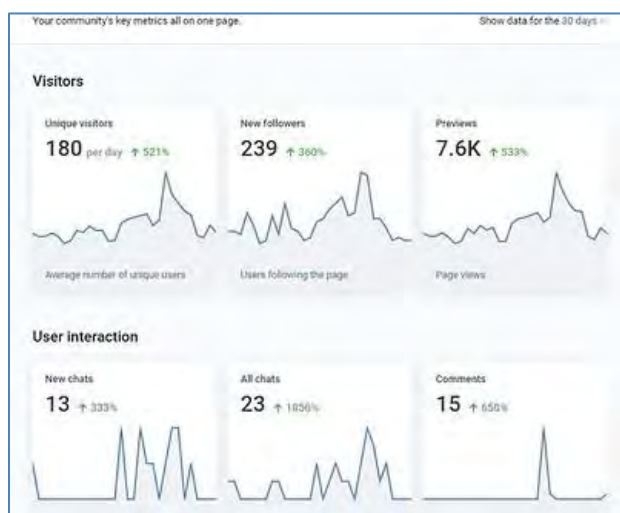 Your community's key metrics all on one page.
Show data for the 30 days
Visitors
Unique visitors
180 per day ↑ 521%
Average number of unique users
New followers
239 ↑ 360%
Users following the page
Previews
7.6K ↑ 533%
Page views
User interaction
New chats
13 ↑ 333%
All chats
23 ↑ 1856%
Comments
15 ↑ 650%